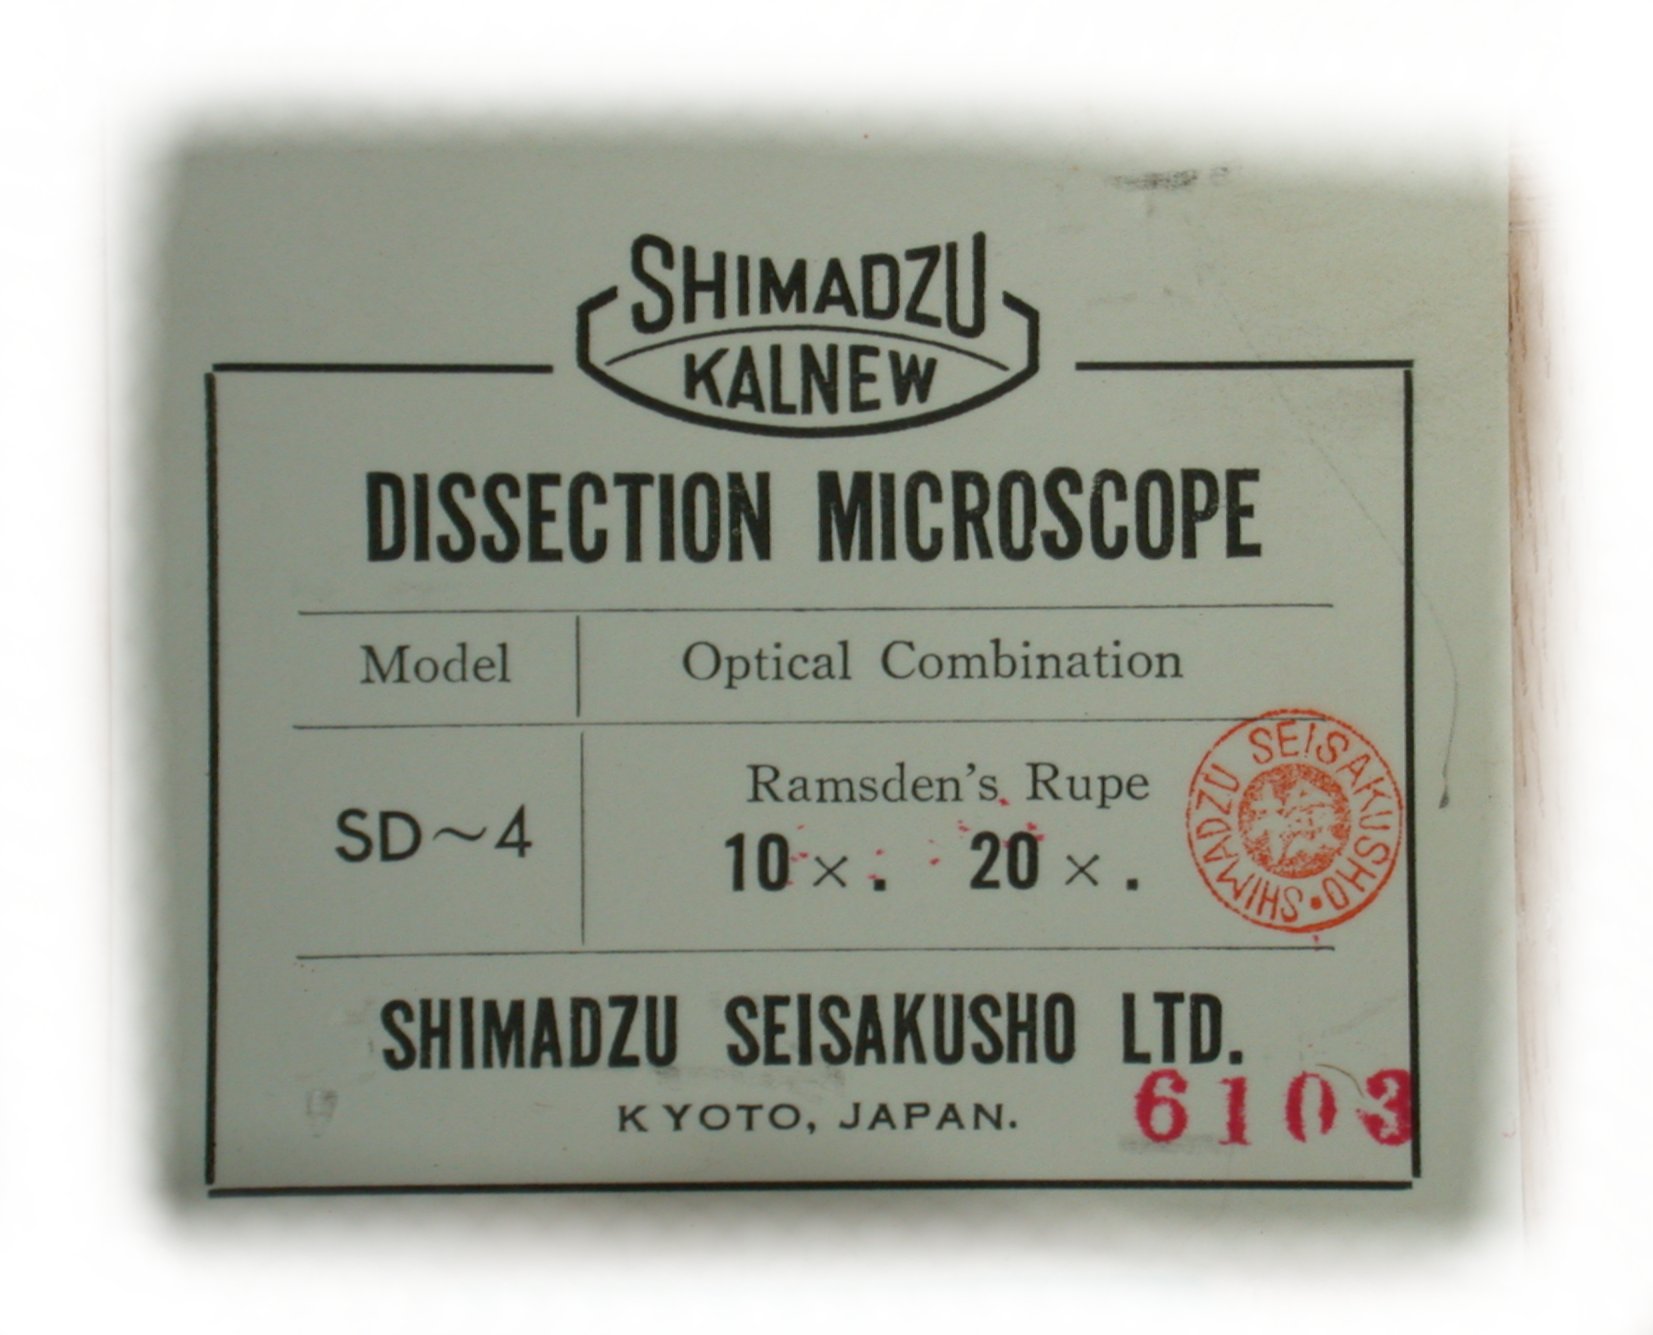 SHIMADZU
KALNEW
DISSECTION MICROSCOPE
Model Optical Combination
Ramsden's Rupe
SD~4 10×. 20×.
SHIMADZU SEISAKUSHO
SHIMADZU SEISAKUSHO LTD.
KYOTO, JAPAN.
6103